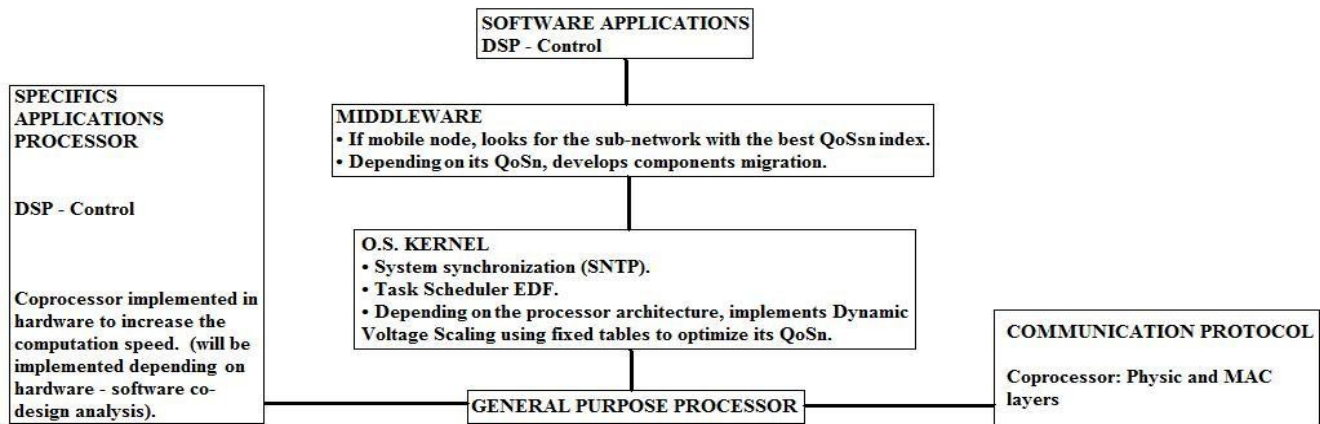 SOFTWARE APPLICATIONS
DSP - Control
SPECIFICS
APPLICATIONS
PROCESSOR
DSP - Control
Coprocessor implemented in
hardware to increase the
computation speed. (will be
implemented depending on
hardware - software co-
design analysis).
MIDDLEWARE
• If mobile node, looks for the sub-network with the best QoSsn index.
• Depending on its QoSn, develops components migration.
O.S. KERNEL
• System synchronization (SNTP).
• Task Scheduler EDF.
• Depending on the processor architecture, implements Dynamic
Voltage Scaling using fixed tables to optimize its QoSn.
GENERAL PURPOSE PROCESSOR
COMMUNICATION PROTOCOL
Coprocessor: Physic and MAC
layers